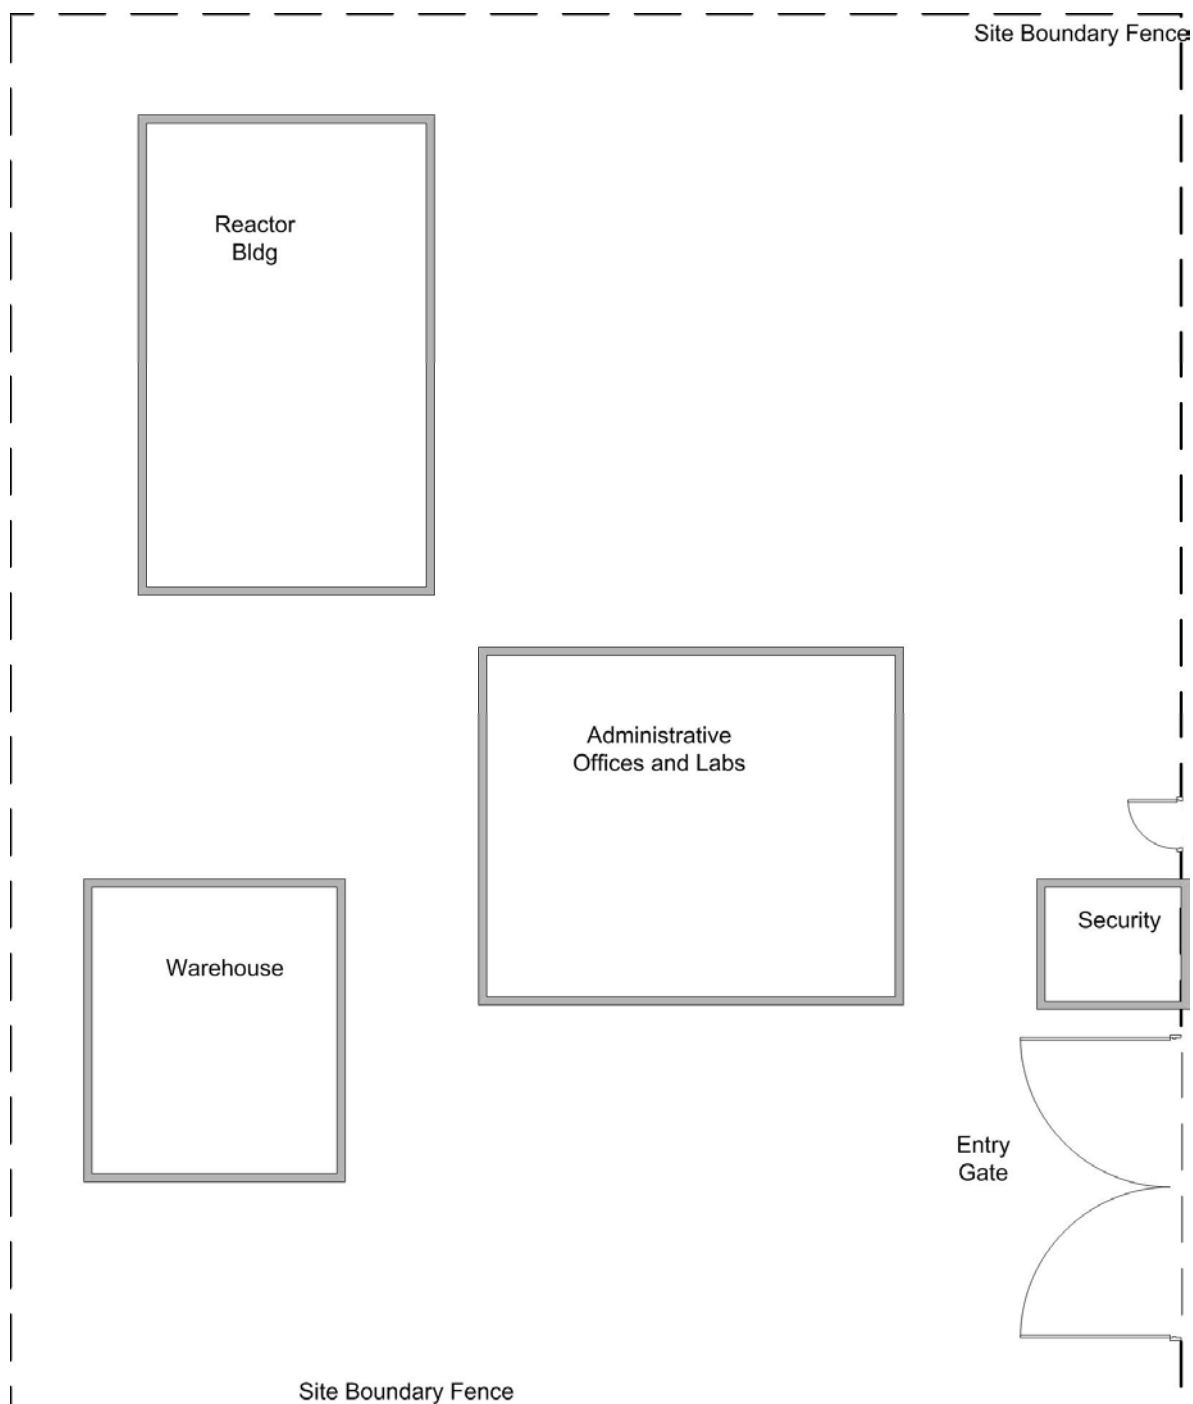 Site Boundary Fence
Reactor
Bldg
Administrative
Offices and Labs
Security
Warehouse
Entry
Gate
Site Boundary Fence